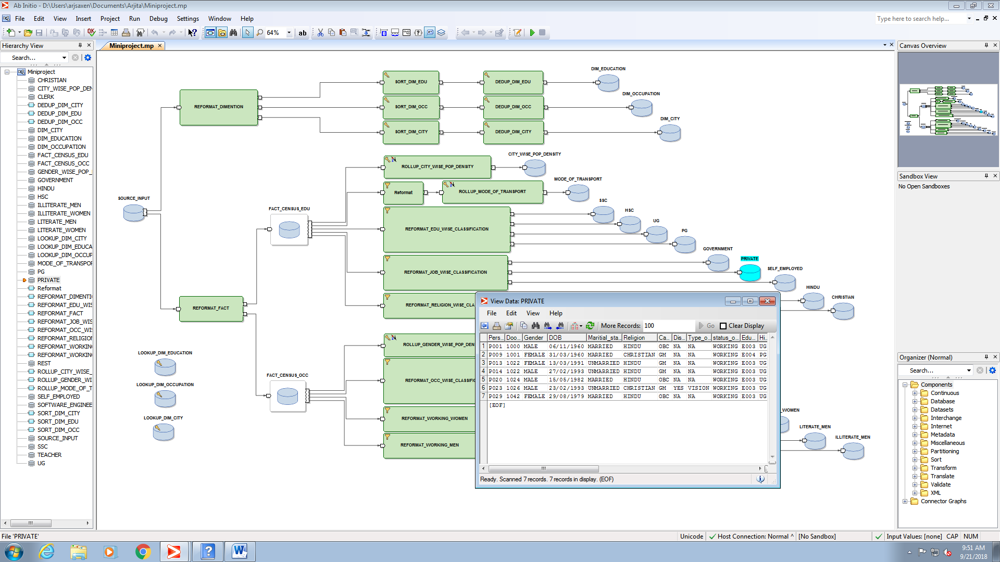 Ab Initio - D:\Users\arjsaxen\Documents\Arjita\Miniproject.mp
File Edit View Insert Project Run Debug Settings Window Help
Type here to search help...
64%
ab
Hierarchy View
Search...
Miniproject
CHRISTIAN
CITY_WISE_POP_DEN
CLERK
DEDUP_DIM_CITY
DEDUP_DIM_EDU
DEDUP_DIM_OCC
DIM_CITY
DIM_EDUCATION
DIM_OCCUPATION
FACT_CENSUS_EDU
FACT_CENSUS_OCC
GENDER_WISE_POP_
GOVERNMENT
HINDU
HSC
ILLITERATE_MEN
ILLITERATE_WOMEN
LITERATE_MEN
LITERATE_WOMEN
LOOKUP_DIM_CITY
LOOKUP_DIM_EDUCA
LOOKUP_DIM_OCCUP
MODE_OF_TRANSPOR
PG
PRIVATE
Reformat
REFORMAT_DIMENTI
REFORMAT_EDU_WIS
REFORMAT_FACT
REFORMAT_JOB_WIS
REFORMAT_OCC_WIS
REFORMAT_RELIGION
REFORMAT_WORKIN
REFORMAT_WORKIN
REST
ROLLUP_CITY_WISE_
ROLLUP_GENDER_WI
ROLLUP_MODE_OF_T
SELF_EMPLOYED
SOFTWARE_ENGINEE
SORT_DIM_CITY
SORT_DIM_EDU
SORT_DIM_OCC
SOURCE_INPUT
SSC
TEACHER
UG
Miniproject.mp
REFORMAT_DIMENTION
SORT_DIM_EDU
DEDUP_DIM_EDU
DIM_EDUCATION
SORT_DIM_OCC
DEDUP_DIM_OCC
DIM_OCCUPATION
SORT_DIM_CITY
DEDUP_DIM_CITY
DIM_CITY
SOURCE_INPUT
FACT_CENSUS_EDU
ROLLUP_CITY_WISE_POP_DENSITY
CITY_WISE_POP_DENSITY
Reformat
ROLLUP_MODE_OF_TRANSPORT
MODE_OF_TRANSPORT
REFORMAT_EDU_WISE_CLASSIFICATION
SSC
HSC
UG
PG
REFORMAT_JOB_WISE_CLASSIFICATION
GOVERNMENT
PRIVATE
SELF_EMPLOYED
REFORMAT_RELIGION_WISE_CLA
HINDU
CHRISTIAN
REFORMAT_FACT
FACT_CENSUS_OCC
ROLLUP_GENDER_WISE_POP_DEN
REFORMAT_OCC_WISE_CLASSIFIC
REFORMAT_WORKING_WOMEN
REFORMAT_WORKING_MEN
_WOMEN
LITERATE_MEN
ILLITERATE_MEN
LOOKUP_DIM_EDUCATION
LOOKUP_DIM_OCCUPATION
LOOKUP_DIM_CITY
View Data: PRIVATE
File Edit View Help
More Records: 100 Go Clear Display
Pers... Doo... Gender DOB Maritial_sta... Religion Ca... Dis... Type_o... status_o... Edu... Hi
1 P001 1000 MALE 06/11/1960 MARRIED HINDU OBC NA NA WORKING E003 UG
2 P009 1001 FEMALE 31/03/1960 MARRIED CHRISTIAN GM NA NA WORKING E004 PG
3 P013 1022 FEMALE 13/03/1991 UNMARRIED HINDU GM NA NA WORKING E003 UG
4 P014 1022 MALE 27/02/1993 UNMARRIED HINDU GM NA NA WORKING E003 UG
5 P020 1024 MALE 15/05/1982 MARRIED HINDU OBC NA NA WORKING E003 UG
6 P023 1026 MALE 23/02/1993 UNMARRIED CHRISTIAN GM YES VISION WORKING E003 UG
7 P029 1042 FEMALE 29/08/1979 MARRIED HINDU OBC NA NA WORKING E003 UG
[EOF]
Ready. Scanned 7 records. 7 records in display. (EOF)
Canvas Overview
Sandbox View
No Open Sandboxes
Organizer (Normal)
Search...
Components
Continuous
Database
Datasets
Interchange
Internet
Metadata
Miscellaneous
Partitioning
Sort
Transform
Translate
Validate
XML
Connector Graphs
File 'PRIVATE'
Unicode
Host Connection: Normal ^
[No Sandbox]
Input Values: [none]
CAP
NUM
9:51 AM
9/21/2018